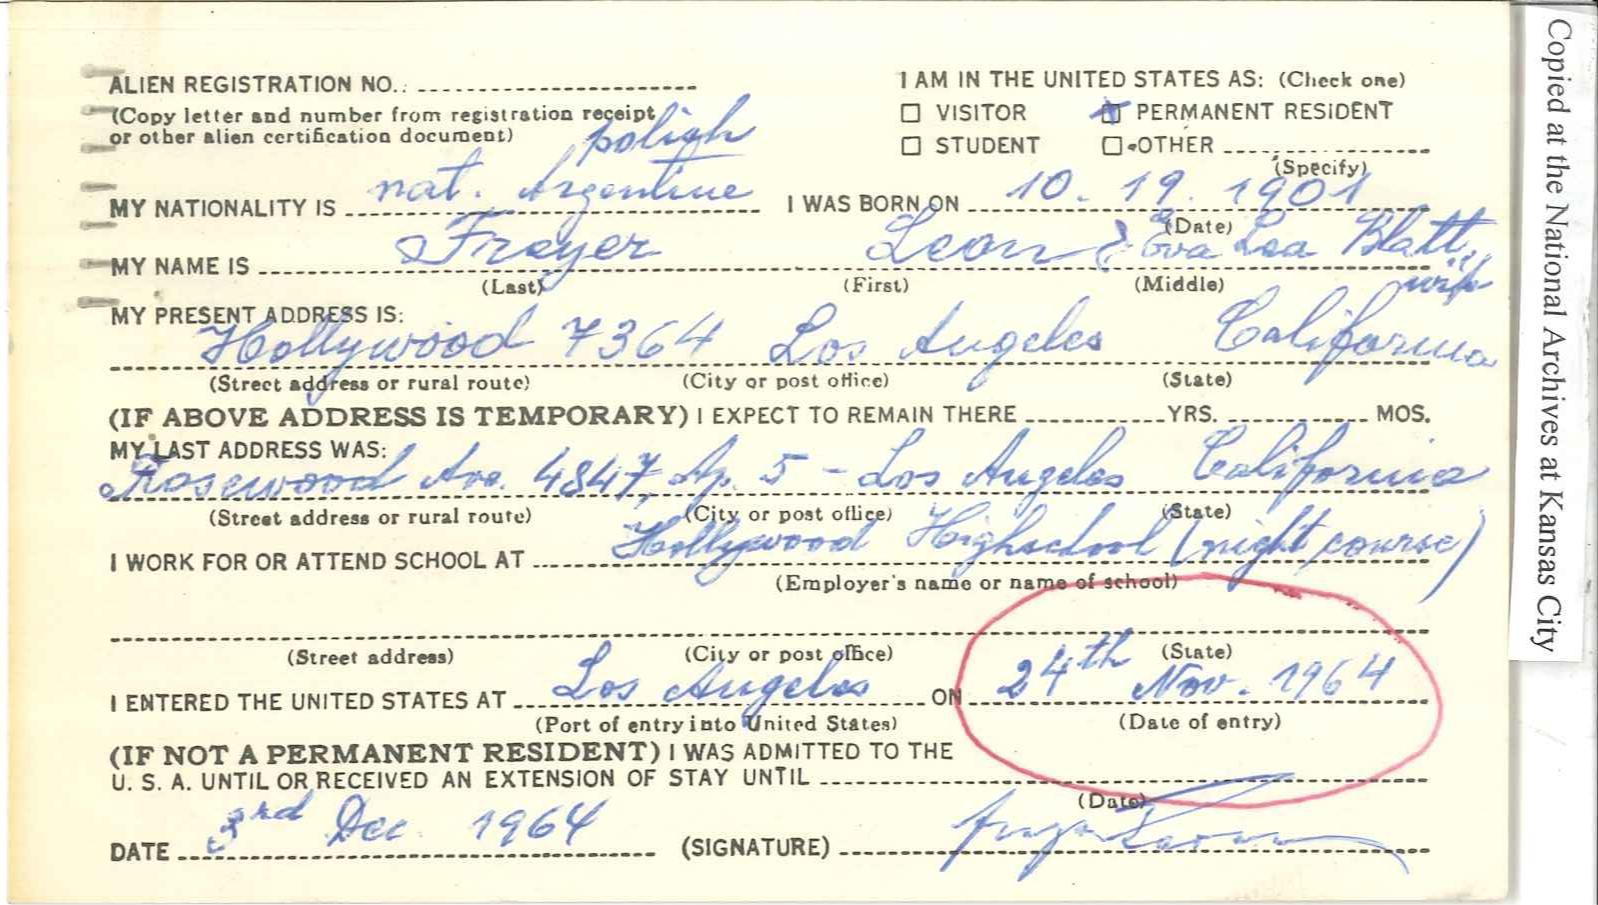 ALIEN REGISTRATION NO.:
(Copy letter and number from registration receipt
or other alien certification document)
I AM IN THE UNITED STATES AS: (Check one)
VISITOR PERMANENT RESIDENT
STUDENT OTHER
(Specify)
polish
MY NATIONALITY IS nat. Argentine I WAS BORN ON 10. 19. 1901
(Date)
MY NAME IS Frayer Leon & Eva Lea Blatt,
wife
(Last) (First) (Middle)
MY PRESENT ADDRESS IS:
Hollywood 7364 Los Angeles California
(Street address or rural route) (City or post office) (State)
(IF ABOVE ADDRESS IS TEMPORARY) I EXPECT TO REMAIN THERE YRS. MOS.
MY LAST ADDRESS WAS:
Rosewood Ave. 4847, Ap. 5 - Los Angeles California
(Street address or rural route) (City or post office) (State)
I WORK FOR OR ATTEND SCHOOL AT Hollywood Highschool (night course)
(Employer's name or name of school)
(Street address) (City or post office) (State)
I ENTERED THE UNITED STATES AT Los Angeles ON 24th Nov. 1964
(Port of entry into United States) (Date of entry)
(IF NOT A PERMANENT RESIDENT) I WAS ADMITTED TO THE
U. S. A. UNTIL OR RECEIVED AN EXTENSION OF STAY UNTIL
(Date)
DATE 3rd Dec. 1964 (SIGNATURE)
Copied at the National Archives at Kansas City